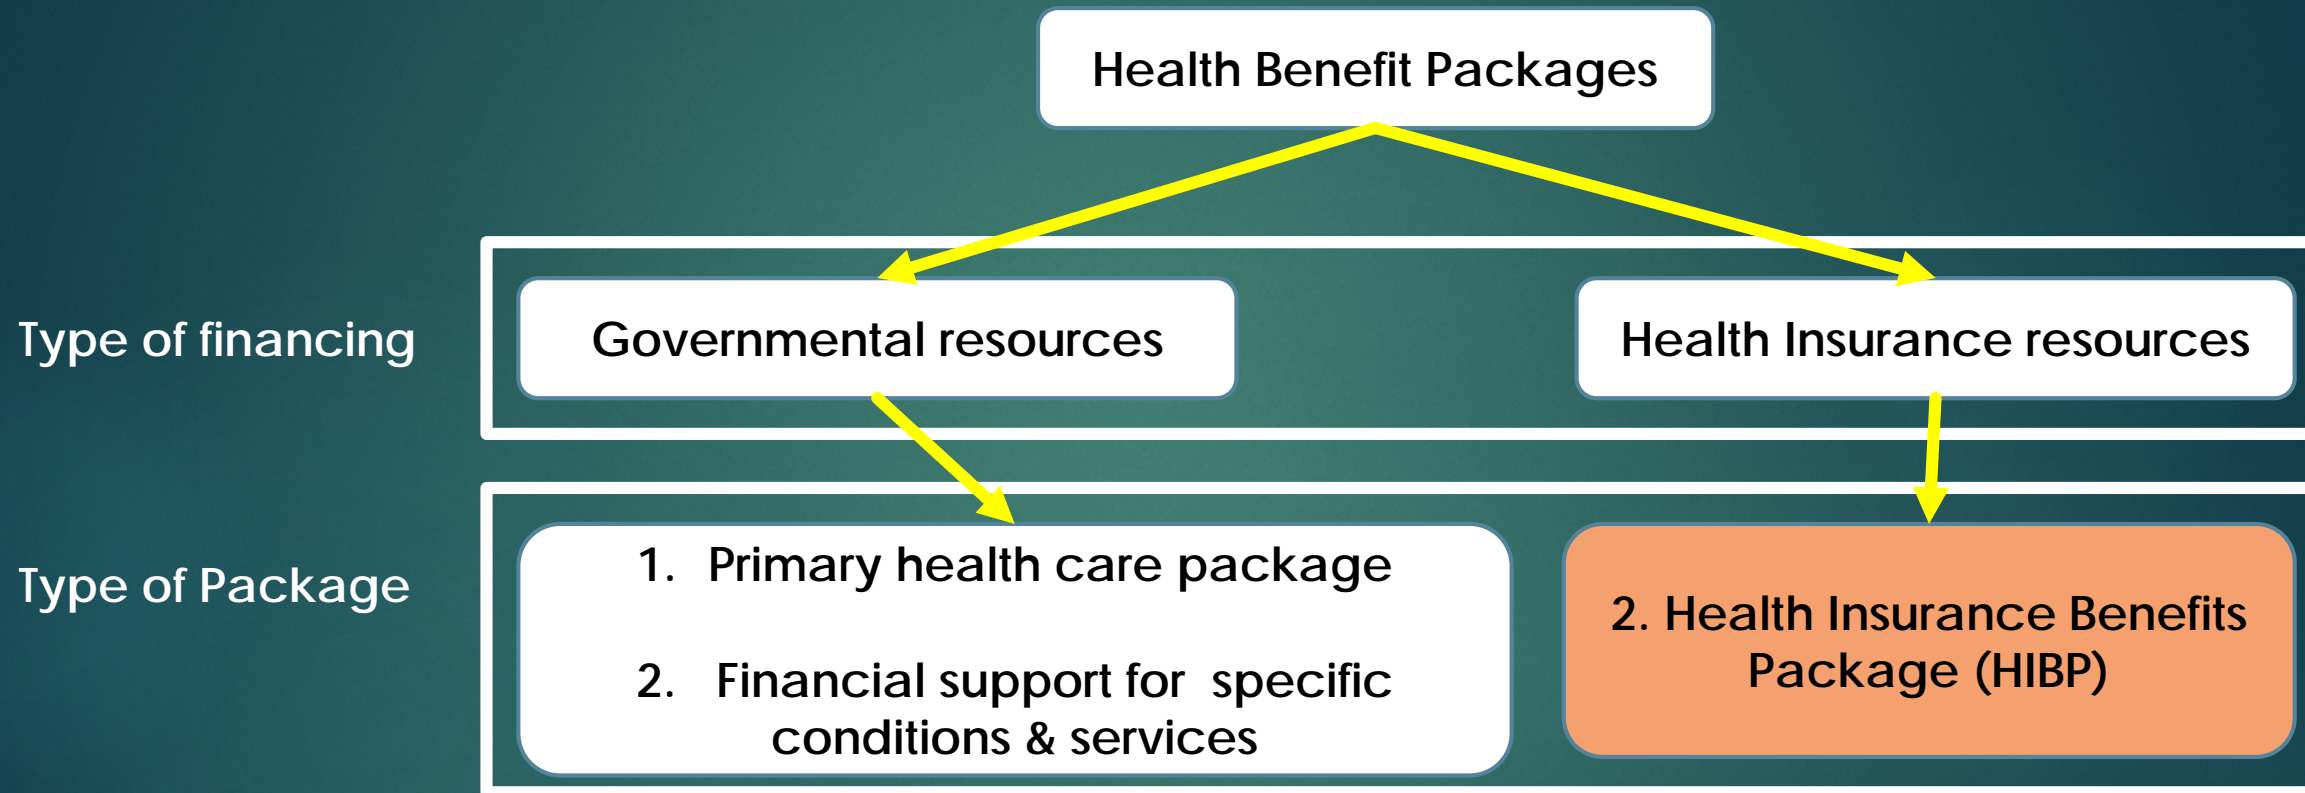 Health Benefit Packages
Type of financing
Governmental resources
Health Insurance resources
Type of Package
1. Primary health care package
2. Financial support for specific
conditions & services
2. Health Insurance Benefits
Package (HIBP)